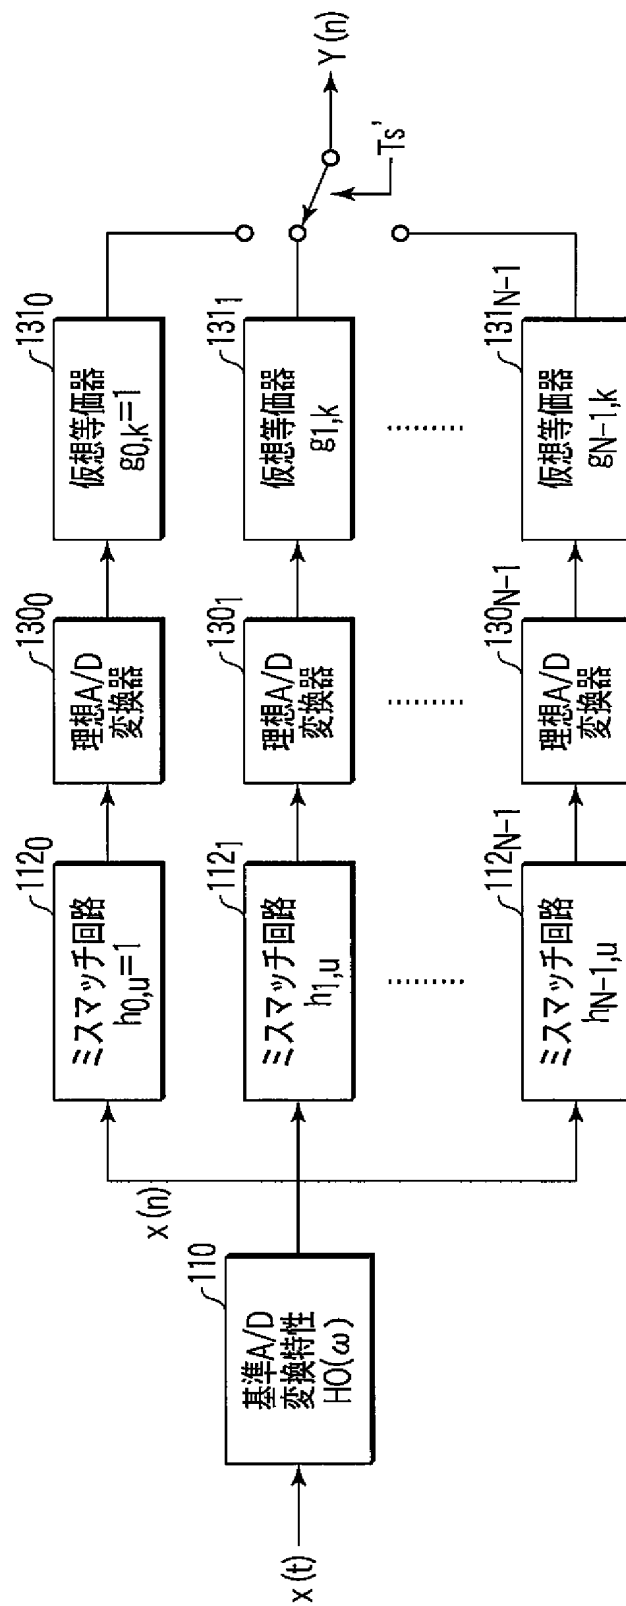 x(t)
110
基準A/D
変換特性
H0(ω)
x(n)
112₀
ミスマッチ回路
h₀,ᵤ=1
130₀
理想A/D
変換器
131₀
仮想等価器
g₀,ₖ=1
112₁
ミスマッチ回路
h₁,ᵤ
130₁
理想A/D
変換器
131₁
仮想等価器
g₁,ₖ
112N-1
ミスマッチ回路
hN-1,u
130N-1
理想A/D
変換器
131N-1
仮想等価器
gN-1,k
Ts'
Y(n)